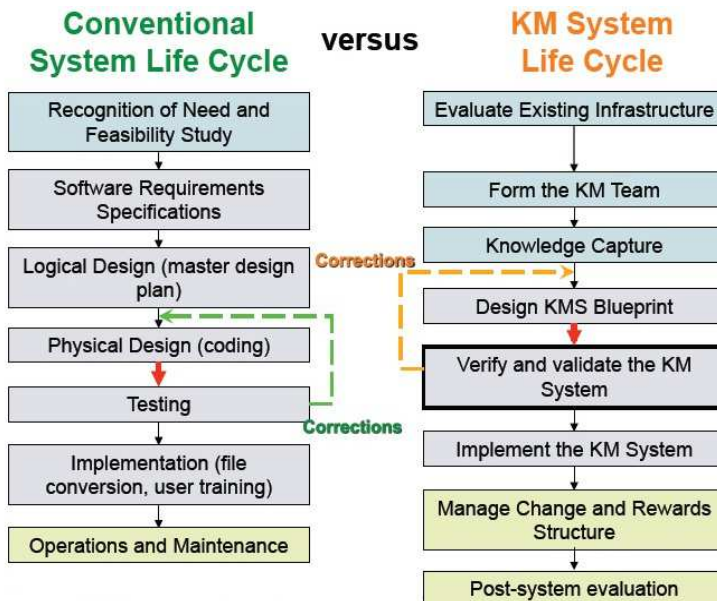 Conventional
System Life Cycle
versus
KM System
Life Cycle
Recognition of Need and
Feasibility Study
Software Requirements
Specifications
Logical Design (master design
plan)
Physical Design (coding)
Testing
Corrections
Implementation (file
conversion, user training)
Operations and Maintenance
Evaluate Existing Infrastructure
Form the KM Team
Knowledge Capture
Corrections
Design KMS Blueprint
Verify and validate the KM
System
Implement the KM System
Manage Change and Rewards
Structure
Post-system evaluation